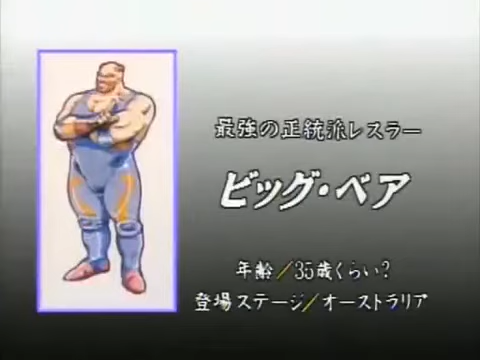 最強の正統派レスラー
ビッグ・ベア
年齢／35歳くらい?
登場ステージ／オーストラリア